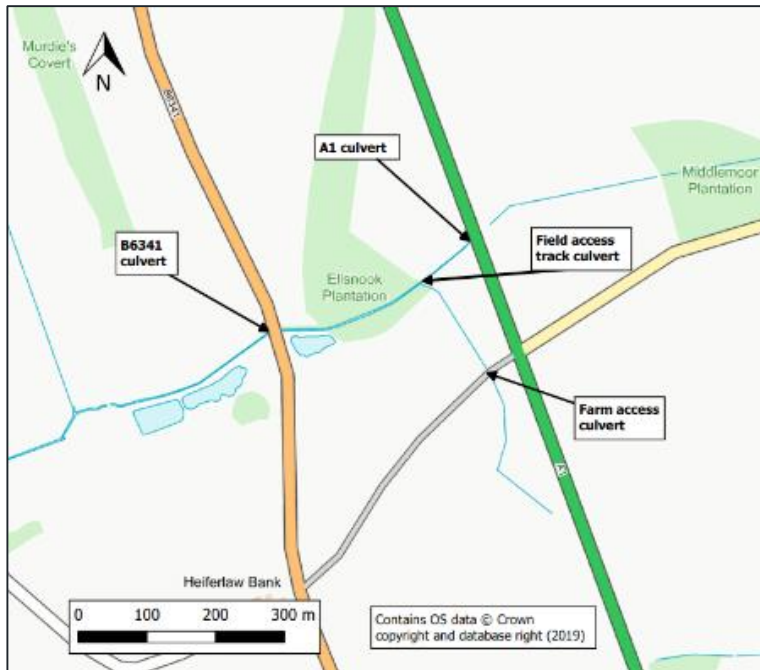 Murdie's
Covert
N
B6341
A1 culvert
Middlemoor
Plantation
B6341
culvert
Field access
track culvert
Ellsnook
Plantation
Farm access
culvert
A1
Heiferlaw Bank
0 100 200 300 m
Contains OS data © Crown
copyright and database right (2019)